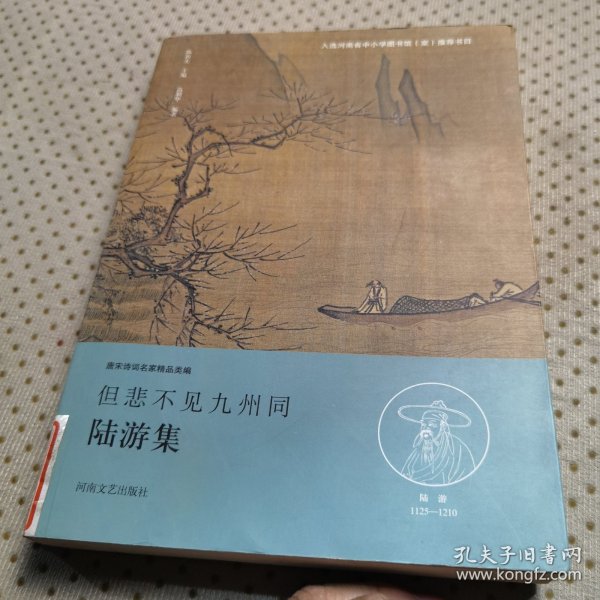 入选河南省中小学图书馆（室）推荐书目
主编
唐宋诗词名家精品类编
但悲不见九州同
陆游集
河南文艺出版社
陆 游
1125—1210
孔夫子旧书网
www.kongfz.com